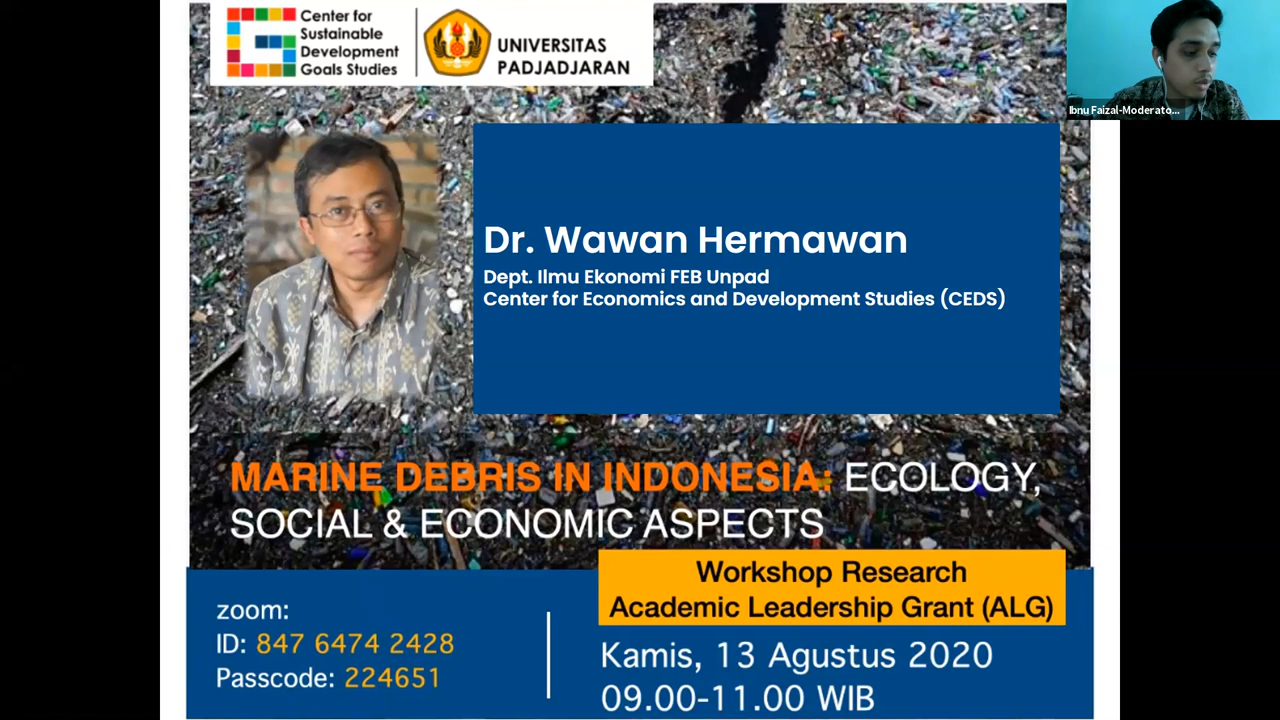 Center for
Sustainable
Development
Goals Studies
UNIVERSITAS
PADJADJARAN
Ibnu Faizal-Moderato...
Dr. Wawan Hermawan
Dept. Ilmu Ekonomi FEB Unpad
Center for Economics and Development Studies (CEDS)
MARINE DEBRIS IN INDONESIA: ECOLOGY,
SOCIAL & ECONOMIC ASPECTS
Workshop Research
Academic Leadership Grant (ALG)
zoom:
ID: 847 6474 2428
Passcode: 224651
Kamis, 13 Agustus 2020
09.00-11.00 WIB